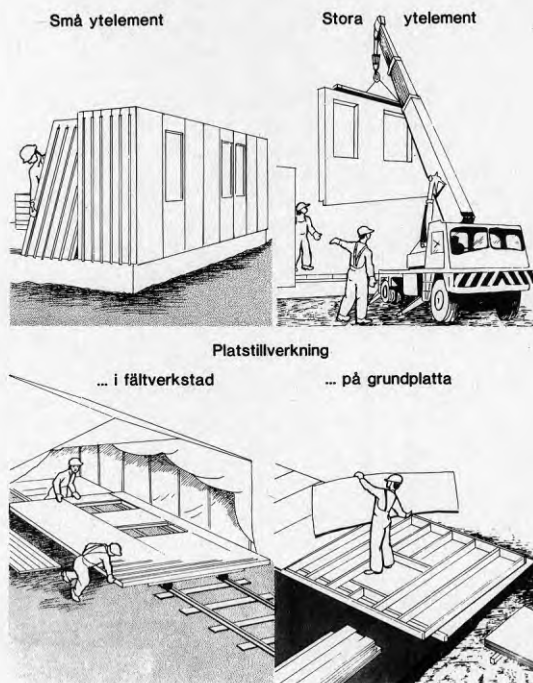 Små ytelement
Stora ytelement
Platstillverkning
... i fältverkstad
... på grundplatta